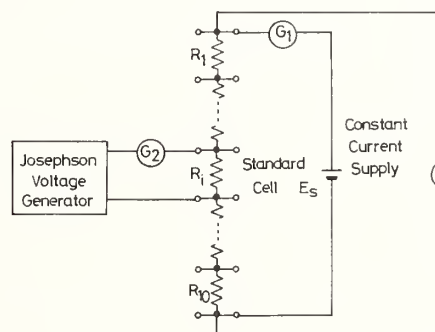 G1
R1
Constant
Current
Supply
G2
Josephson
Voltage
Generator
Ri
Standard
Cell Es
R10